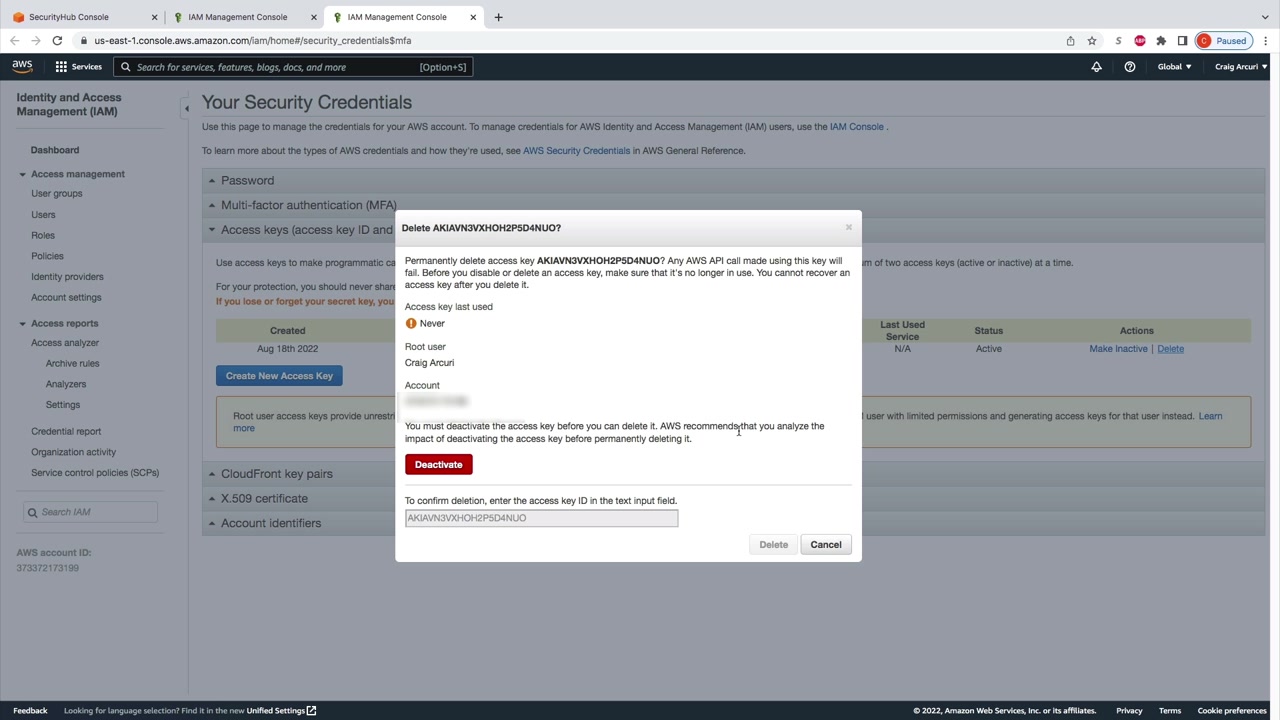 SecurityHub Console
IAM Management Console
IAM Management Console
us-east-1.console.aws.amazon.com/iam/home#/security_credentials$mfa
S
ABP
C Paused
aws
Services
Search for services, features, blogs, docs, and more [Option+S]
Global
Craig Arcuri
Identity and Access
Management (IAM)
Dashboard
Access management
User groups
Users
Roles
Policies
Identity providers
Account settings
Access reports
Access analyzer
Archive rules
Analyzers
Settings
Credential report
Organization activity
Service control policies (SCPs)
Search IAM
AWS account ID:
373372173199
Your Security Credentials
Use this page to manage the credentials for your AWS account. To manage credentials for AWS Identity and Access Management (IAM) users, use the IAM Console .
To learn more about the types of AWS credentials and how they're used, see AWS Security Credentials in AWS General Reference.
Password
Multi-factor authentication (MFA)
Access keys (access key ID and
Use access keys to make programmatic ca
um of two access keys (active or inactive) at a time.
For your protection, you should never share
If you lose or forget your secret key, you
Created
Last Used
Service
Status
Actions
Aug 18th 2022
N/A
Active
Make Inactive | Delete
Create New Access Key
Root user access keys provide unrestri
l user with limited permissions and generating access keys for that user instead. Learn
more
CloudFront key pairs
X.509 certificate
Account identifiers
Delete AKIAVN3VXHOH2P5D4NUO?
Permanently delete access key AKIAVN3VXHOH2P5D4NUO? Any AWS API call made using this key will
fail. Before you disable or delete an access key, make sure that it's no longer in use. You cannot recover an
access key after you delete it.
Access key last used
Never
Root user
Craig Arcuri
Account
You must deactivate the access key before you can delete it. AWS recommends that you analyze the
impact of deactivating the access key before permanently deleting it.
Deactivate
To confirm deletion, enter the access key ID in the text input field.
AKIAVN3VXHOH2P5D4NUO
Delete
Cancel
Feedback
Looking for language selection? Find it in the new Unified Settings
© 2022, Amazon Web Services, Inc. or its affiliates.
Privacy
Terms
Cookie preferences